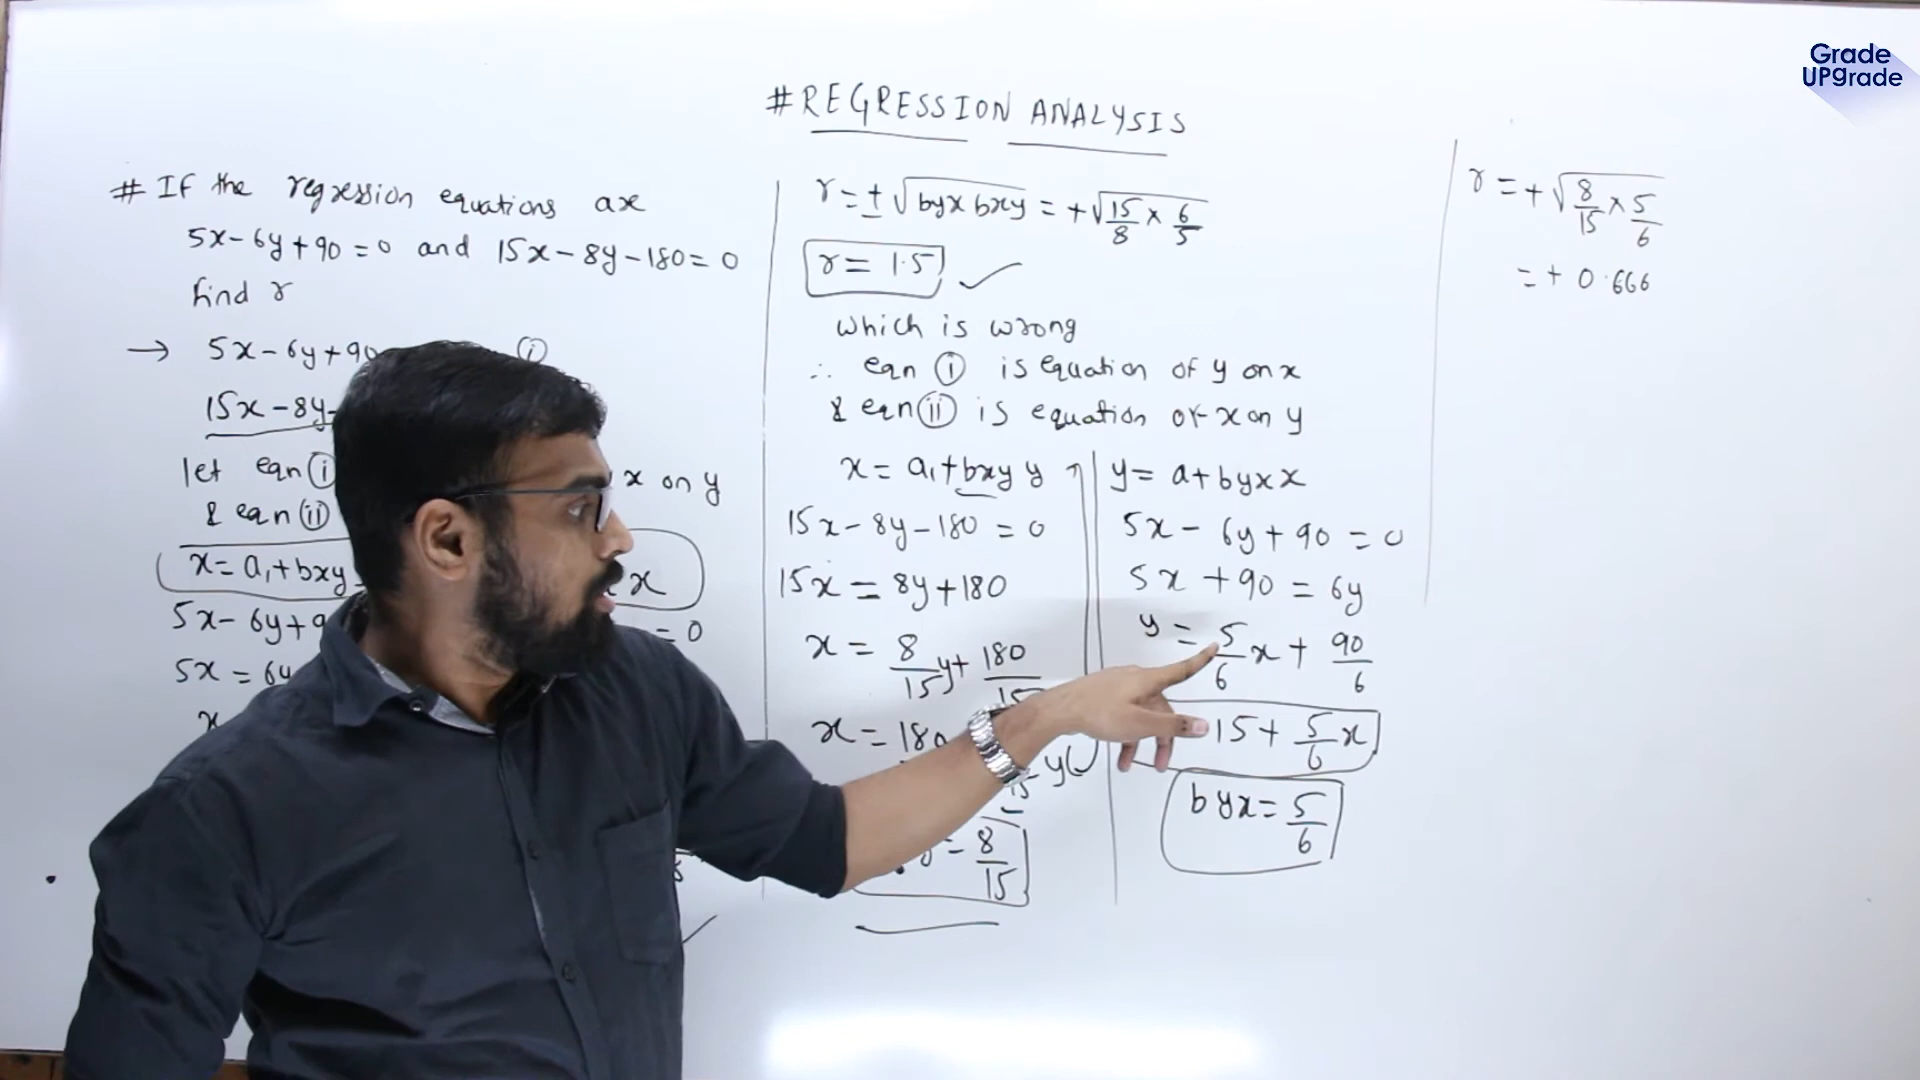 Grade
UPgrade
# REGRESSION ANALYSIS
# If the regression equations are
5x - 6y + 90 = 0 and 15x - 8y - 180 = 0
find r
→ 5x - 6y + 90 (i)
15x - 8y -
let eqn (i) x on y
& eqn (ii)
x = a₁ + bxy x
5x - 6y + 9 = 0
5x = 6y
x
r = ± √byx bxy = + √15/8 × 6/5
r = 1.5 ✓
which is wrong
∴ eqn (i) is equation of y on x
& eqn (ii) is equation of x on y
x = a₁ + bxy y
15x - 8y - 180 = 0
15x = 8y + 180
x = 8/15 y + 180/15
x = 180 y
= 8/15
y = a + byx x
5x - 6y + 90 = 0
5x + 90 = 6y
y = 5/6 x + 90/6
15 + 5/6 x
byx = 5/6
r = + √8/15 × 5/6
= + 0.666